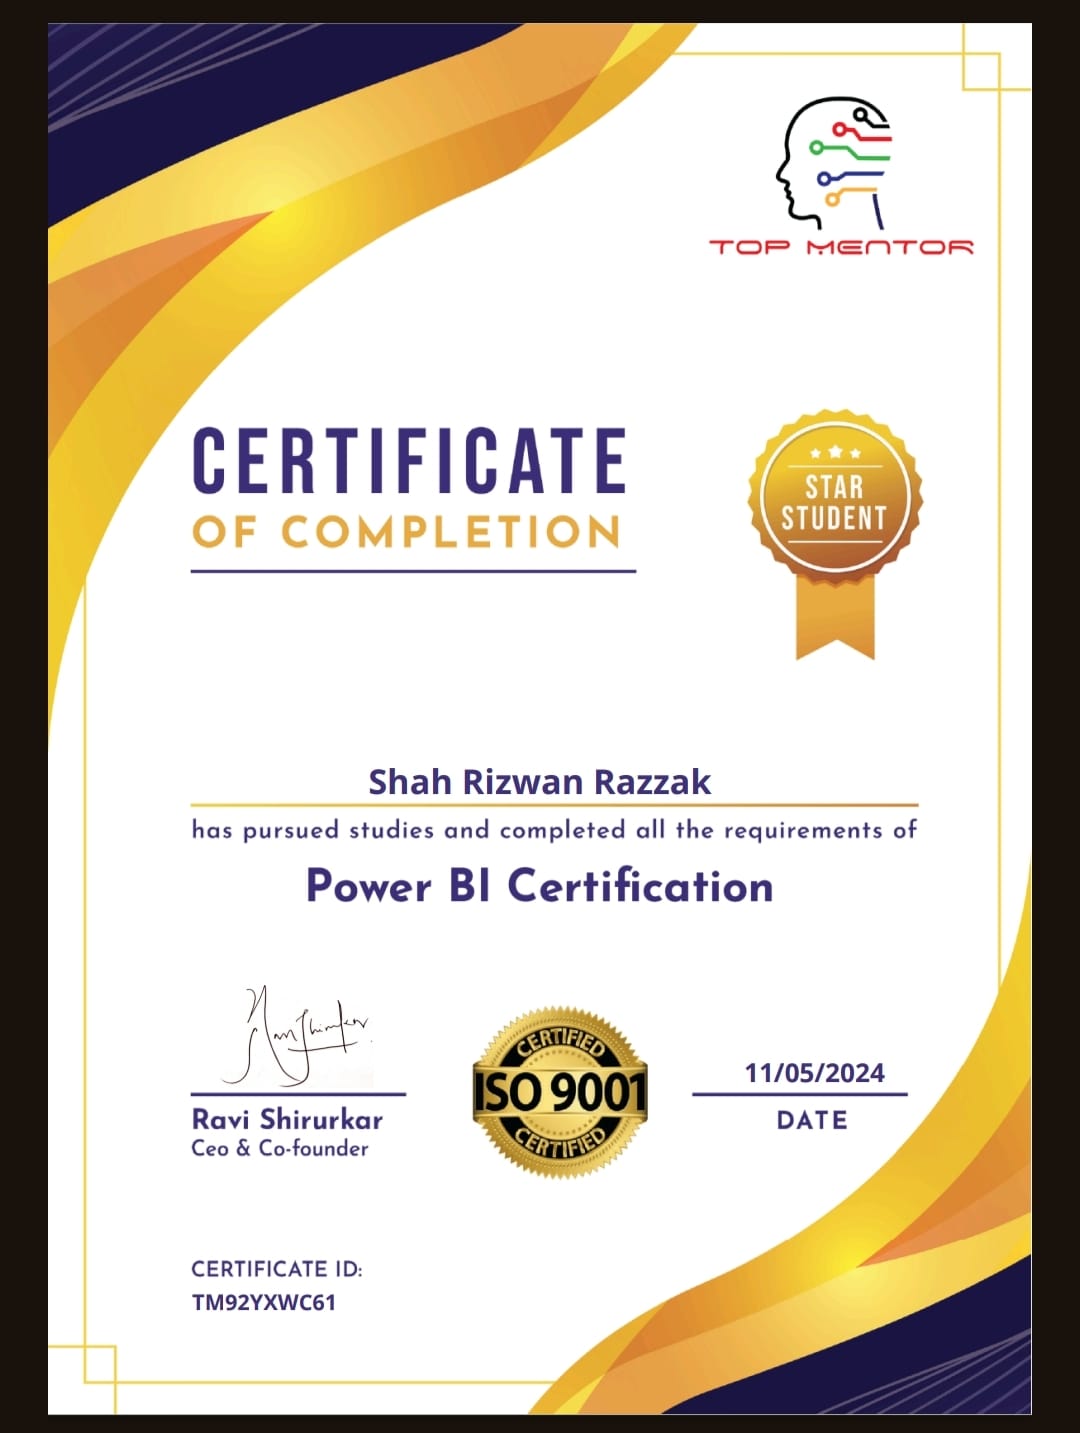 TOP MENTOR
CERTIFICATE
OF COMPLETION
STAR
STUDENT
Shah Rizwan Razzak
has pursued studies and completed all the requirements of
Power BI Certification
Ravi Shirurkar
Ceo & Co-founder
CERTIFIED
ISO 9001
CERTIFIED
11/05/2024
DATE
CERTIFICATE ID:
TM92YXWC61